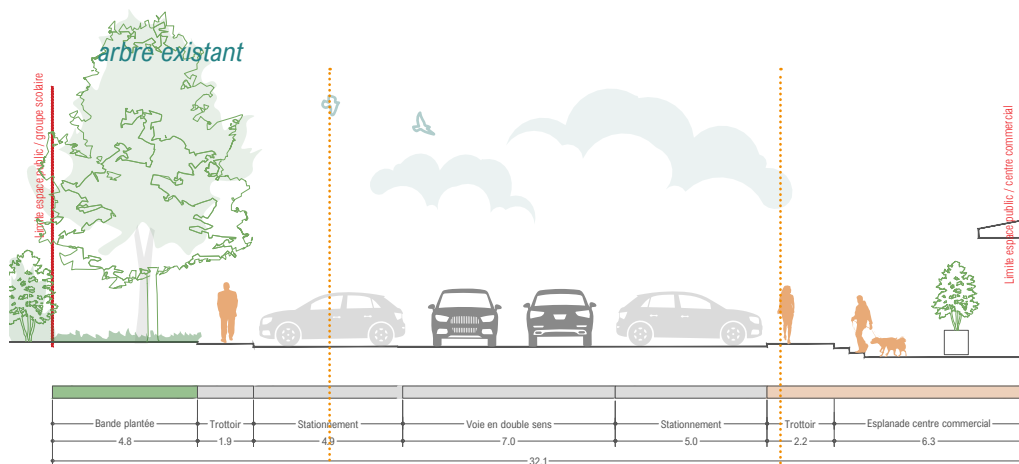 arbre existant
Limite espace public / groupe scolaire
Limite espace public / centre commercial
Bande plantée
Trottoir
Stationnement
Voie en double sens
Stationnement
Trottoir
Esplanade centre commercial
4.8
1.9
4.9
7.0
5.0
2.2
6.3
32.1